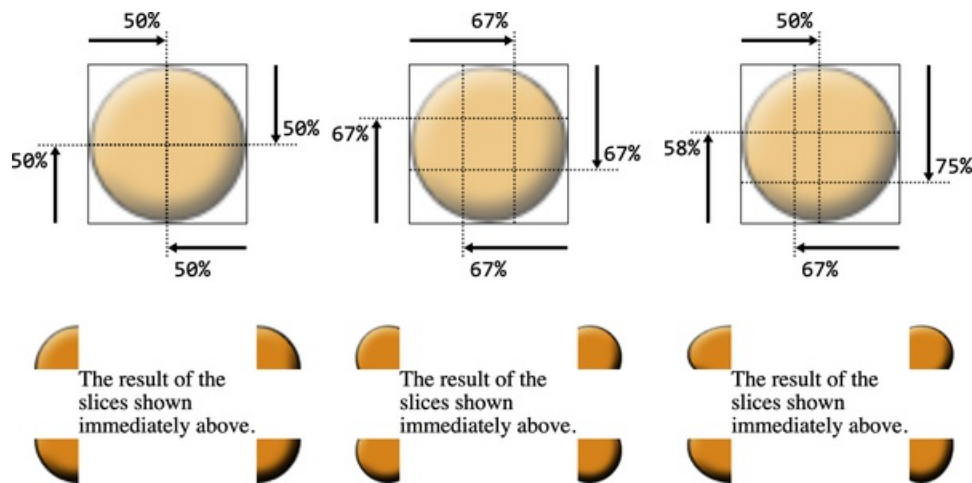 50%
67%
50%
50%
50%
67%
67%
58%
75%
50%
67%
67%
The result of the
slices shown
immediately above.
The result of the
slices shown
immediately above.
The result of the
slices shown
immediately above.